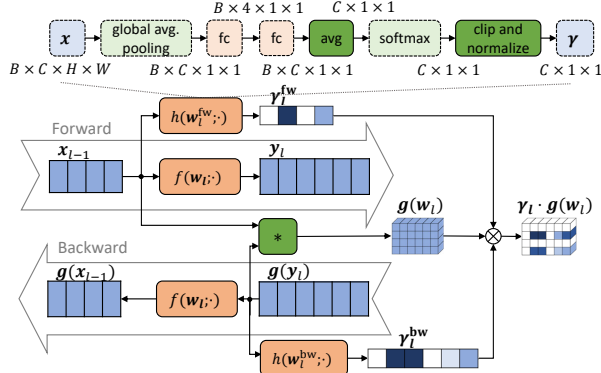 B × 4 × 1 × 1
C × 1 × 1
x
global avg. pooling
fc
fc
avg
softmax
clip and normalize
γ
B × C × H × W
B × C × 1 × 1
B × C × 1 × 1
C × 1 × 1
C × 1 × 1
h(w_l^fw;·)
γ_l^fw
Forward
x_{l−1}
f(w_l;·)
y_l
*
g(w_l)
γ_l · g(w_l)
Backward
g(x_{l−1})
f(w_l;·)
g(y_l)
h(w_l^bw;·)
γ_l^bw